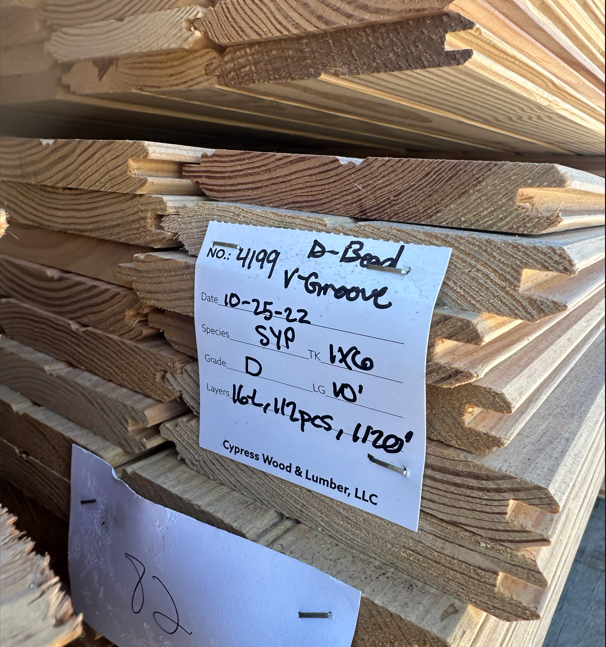 NO.: 4199 D-Bead
V-Groove
Date 10-25-22
Species SYP TK 1x6
Grade D LG 10'
Layers 16L, 112pcs, 1120'
Cypress Wood & Lumber, LLC
82